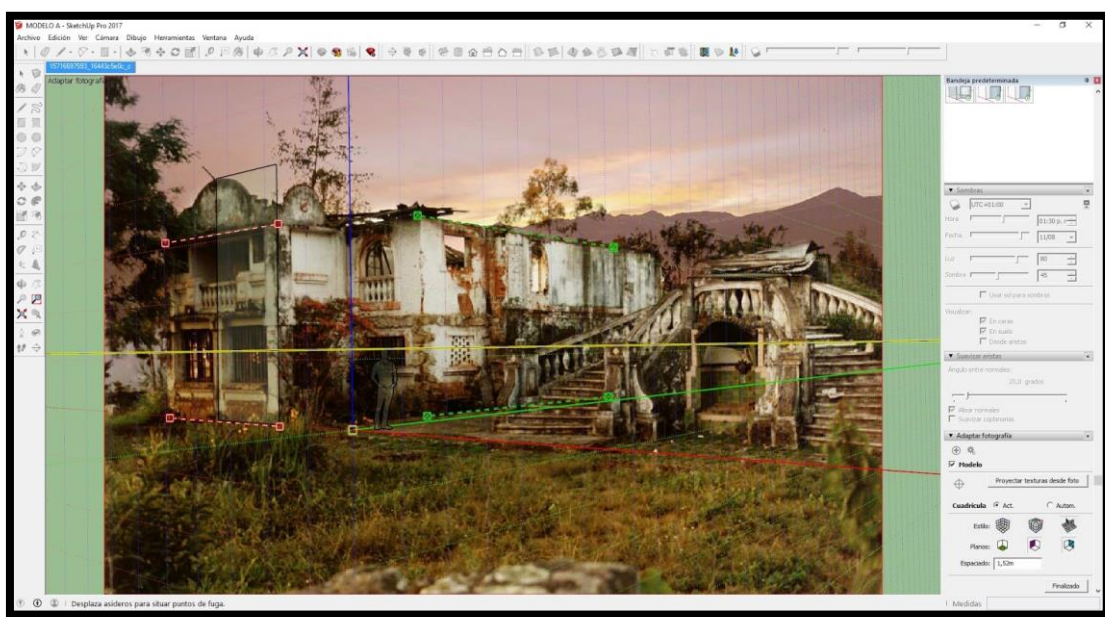 MODELO A - SketchUp Pro 2017
Archivo Edición Ver Cámara Dibujo Herramientas Ventana Ayuda
Adaptar fotografí
Bandeja predeterminada
▼ Sombras
UTC+01:00
Hora
01:30 p.
Fecha
11/08
Luz
80
Sombra
45
Usar sol para sombras
Visualizar:
En caras
En suelo
Desde aristas
▼ Suavizar aristas
Ángulo entre normales:
20,0 grados
Alisar normales
Suavizar coplanarias
▼ Adaptar fotografía
Modelo
Proyectar texturas desde foto
Cuadrícula Act. Autom.
Estilo:
Planos:
Espaciado: 1,52m
Finalizado
Desplaza asideros para situar puntos de fuga.
Medidas